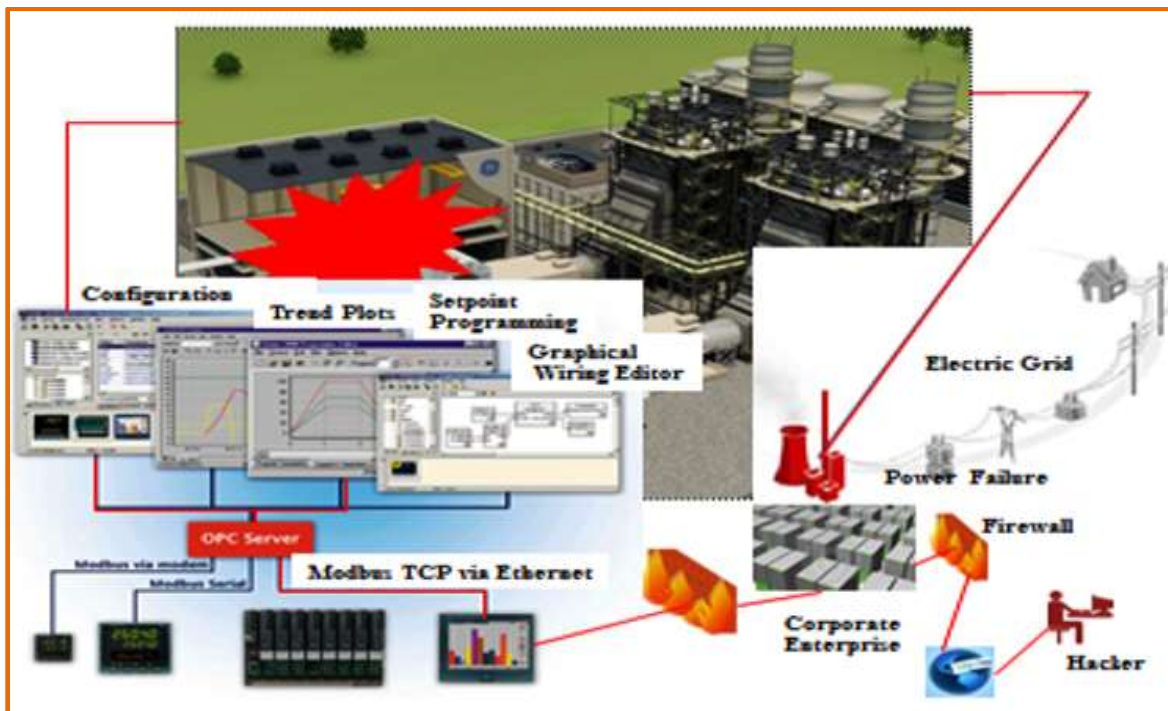 Configuration
Trend Plots
Setpoint
Programming
Graphical
Wiring Editor
Electric Grid
Power Failure
OPC Server
Modbus via modem
Modbus Serial
Modbus TCP via Ethernet
Firewall
Corporate
Enterprise
Hacker